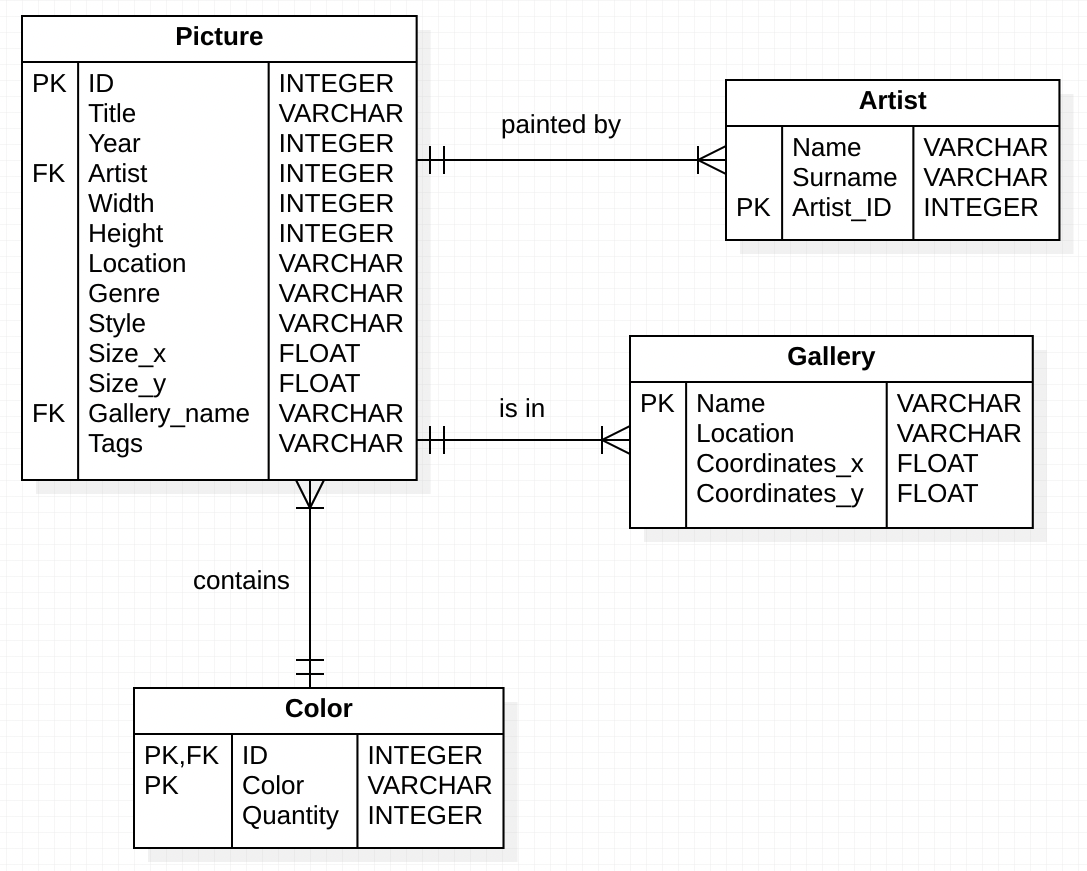 Picture
PK ID INTEGER
Title VARCHAR
Year INTEGER
FK Artist INTEGER
Width INTEGER
Height INTEGER
Location VARCHAR
Genre VARCHAR
Style VARCHAR
Size_x FLOAT
Size_y FLOAT
FK Gallery_name VARCHAR
Tags VARCHAR
painted by
Artist
Name VARCHAR
Surname VARCHAR
PK Artist_ID INTEGER
is in
Gallery
PK Name VARCHAR
Location VARCHAR
Coordinates_x FLOAT
Coordinates_y FLOAT
contains
Color
PK,FK ID INTEGER
PK Color VARCHAR
Quantity INTEGER